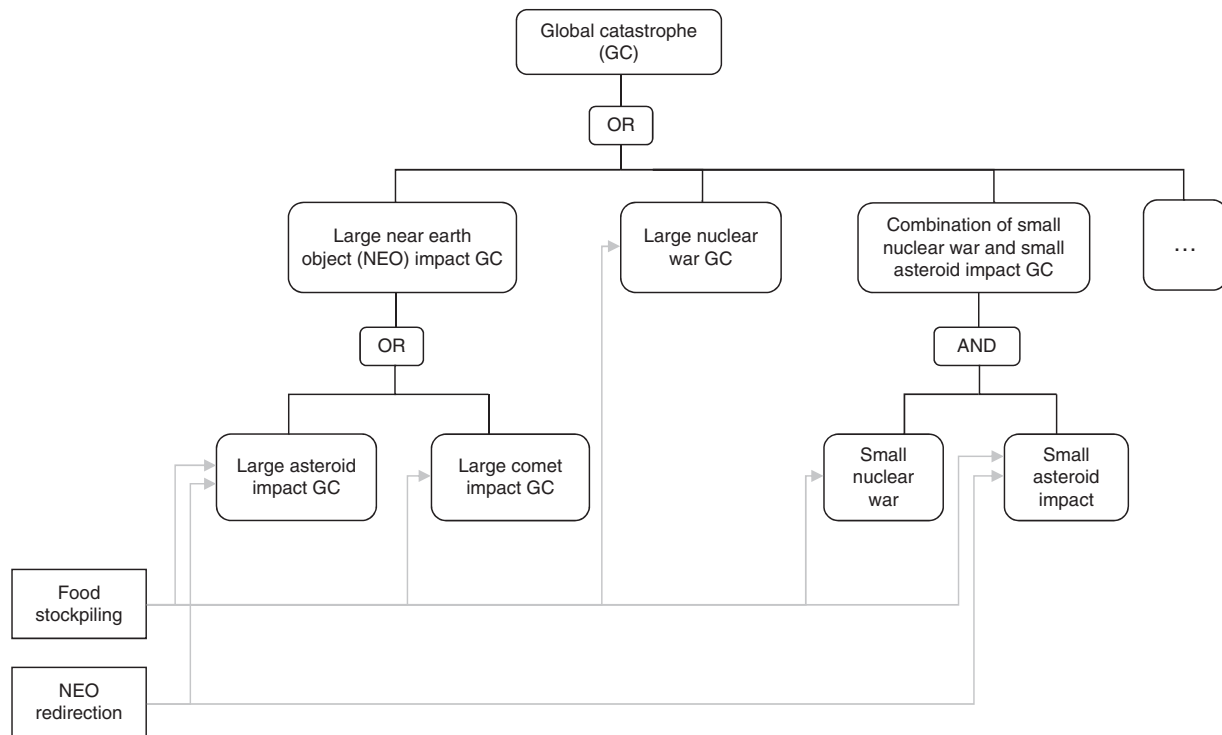 Global catastrophe
(GC)
OR
Large near earth
object (NEO) impact GC
Large nuclear
war GC
Combination of small
nuclear war and small
asteroid impact GC
...
OR
AND
Large asteroid
impact GC
Large comet
impact GC
Small
nuclear
war
Small
asteroid
impact
Food
stockpiling
NEO
redirection